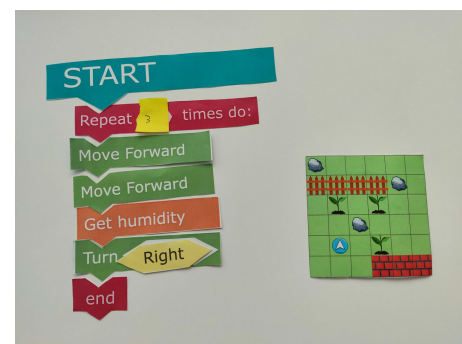 START
Repeat 3 times do:
Move Forward
Move Forward
Get humidity
Turn Right
end